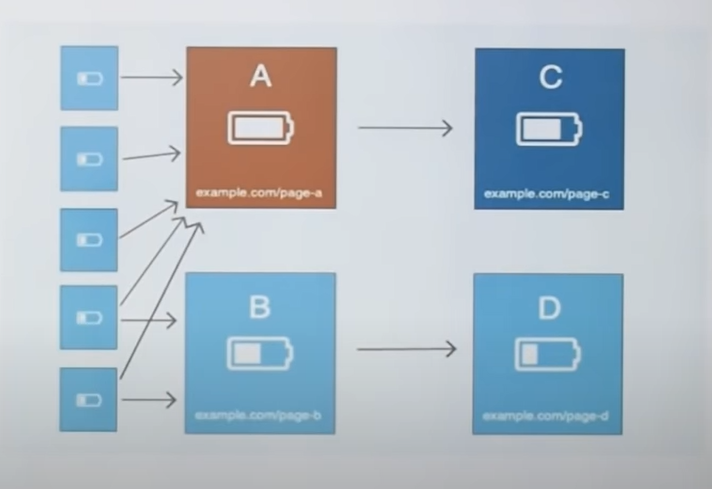 A
example.com/page-a
C
example.com/page-c
B
example.com/page-b
D
example.com/page-d